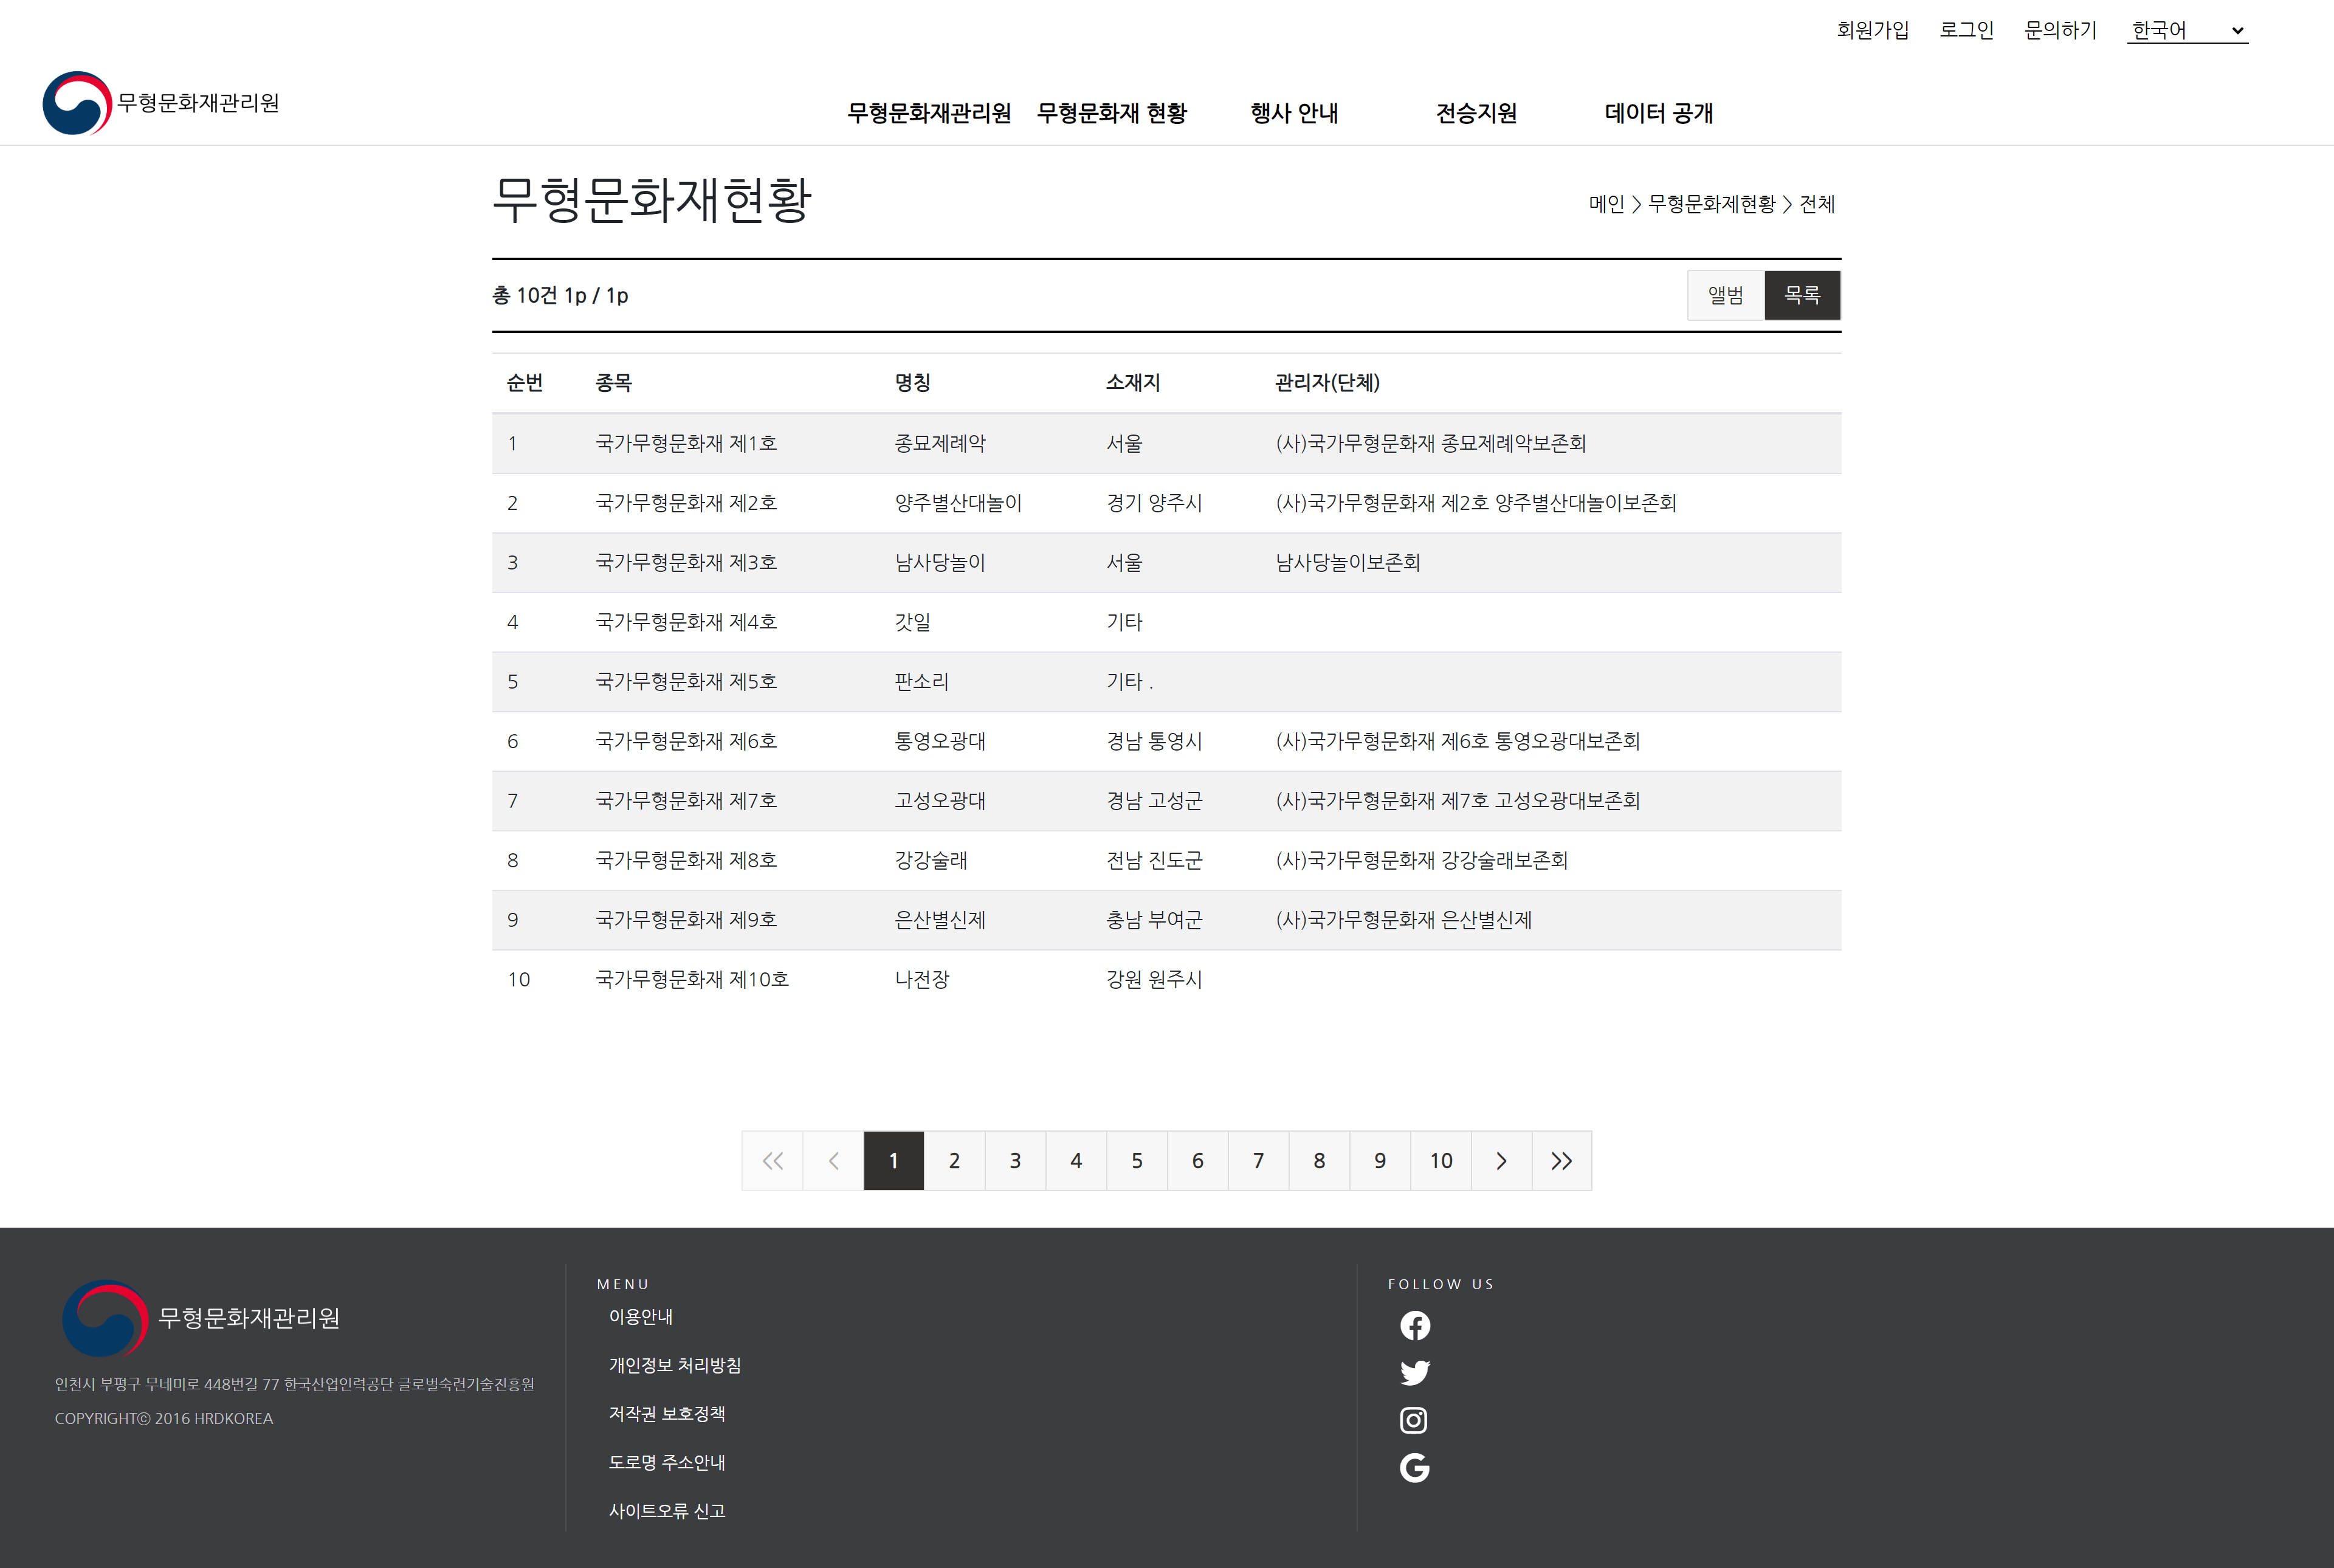 회원가입 로그인 문의하기 한국어
무형문화재관리원
무형문화재관리원 무형문화재 현황 행사 안내 전승지원 데이터 공개
무형문화재현황
메인 > 무형문화제현황 > 전체
총 10건 1p / 1p
앨범 목록
순번 종목 명칭 소재지 관리자(단체)
1 국가무형문화재 제1호 종묘제례악 서울 (사)국가무형문화재 종묘제례악보존회
2 국가무형문화재 제2호 양주별산대놀이 경기 양주시 (사)국가무형문화재 제2호 양주별산대놀이보존회
3 국가무형문화재 제3호 남사당놀이 서울 남사당놀이보존회
4 국가무형문화재 제4호 갓일 기타
5 국가무형문화재 제5호 판소리 기타 .
6 국가무형문화재 제6호 통영오광대 경남 통영시 (사)국가무형문화재 제6호 통영오광대보존회
7 국가무형문화재 제7호 고성오광대 경남 고성군 (사)국가무형문화재 제7호 고성오광대보존회
8 국가무형문화재 제8호 강강술래 전남 진도군 (사)국가무형문화재 강강술래보존회
9 국가무형문화재 제9호 은산별신제 충남 부여군 (사)국가무형문화재 은산별신제
10 국가무형문화재 제10호 나전장 강원 원주시
<< < 1 2 3 4 5 6 7 8 9 10 > >>
무형문화재관리원
인천시 부평구 무네미로 448번길 77 한국산업인력공단 글로벌숙련기술진흥원
COPYRIGHTⓒ 2016 HRDKOREA
MENU
이용안내
개인정보 처리방침
저작권 보호정책
도로명 주소안내
사이트오류 신고
FOLLOW US